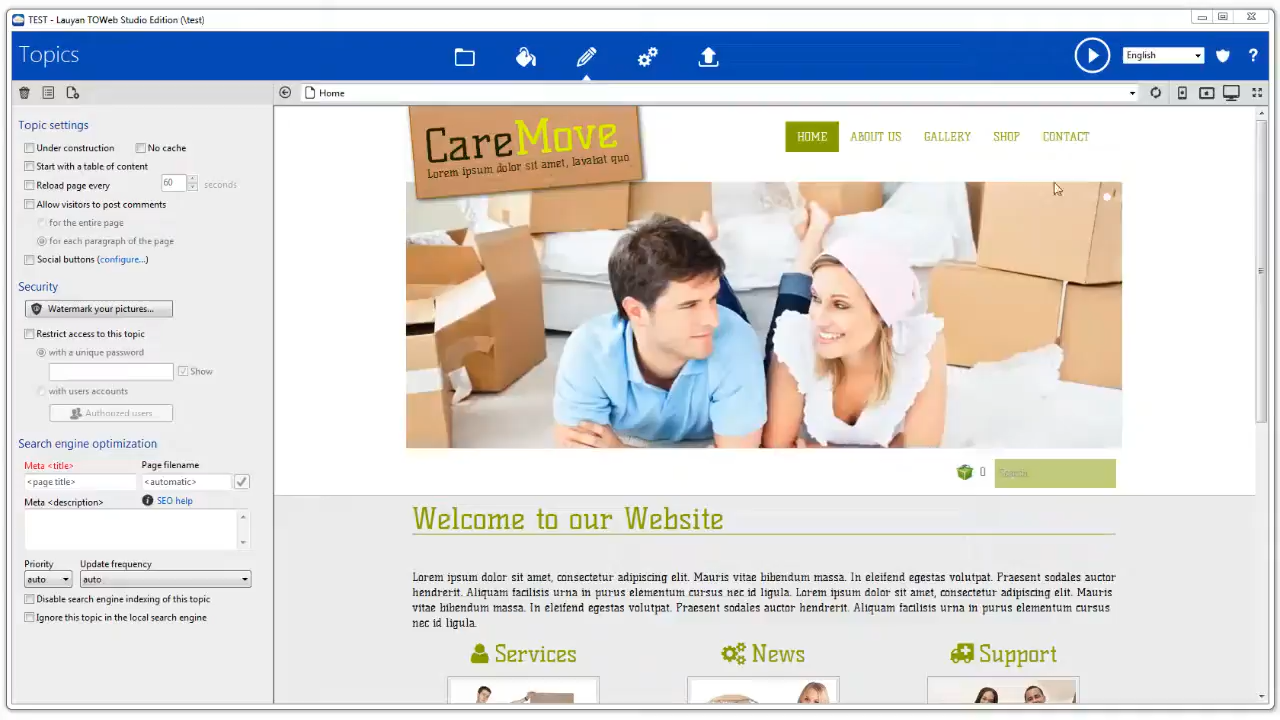 TEST - Lauyan TOWeb Studio Edition (\test)
Topics
English
?
Home
Topic settings
Under construction
No cache
Start with a table of content
Reload page every
60
seconds
Allow visitors to post comments
for the entire page
for each paragraph of the page
Social buttons (configure...)
Security
Watermark your pictures...
Restrict access to this topic
with a unique password
Show
with users accounts
Authorized users...
Search engine optimization
Meta <title>
Page filename
<page title>
<automatic>
Meta <description>
SEO help
Priority
Update frequency
auto
auto
Disable search engine indexing of this topic
Ignore this topic in the local search engine
CareMove
Lorem ipsum dolor sit amet, lavabat quo
HOME
ABOUT US
GALLERY
SHOP
CONTACT
0
Welcome to our Website
Lorem ipsum dolor sit amet, consectetur adipiscing elit. Mauris vitae bibendum massa. In eleifend egestas volutpat. Praesent sodales auctor
hendrerit. Aliquam facilisis urna in purus elementum cursus nec id ligula. Lorem ipsum dolor sit amet, consectetur adipiscing elit. Mauris
vitae bibendum massa. In eleifend egestas volutpat. Praesent sodales auctor hendrerit. Aliquam facilisis urna in purus elementum cursus
nec id ligula.
Services
News
Support